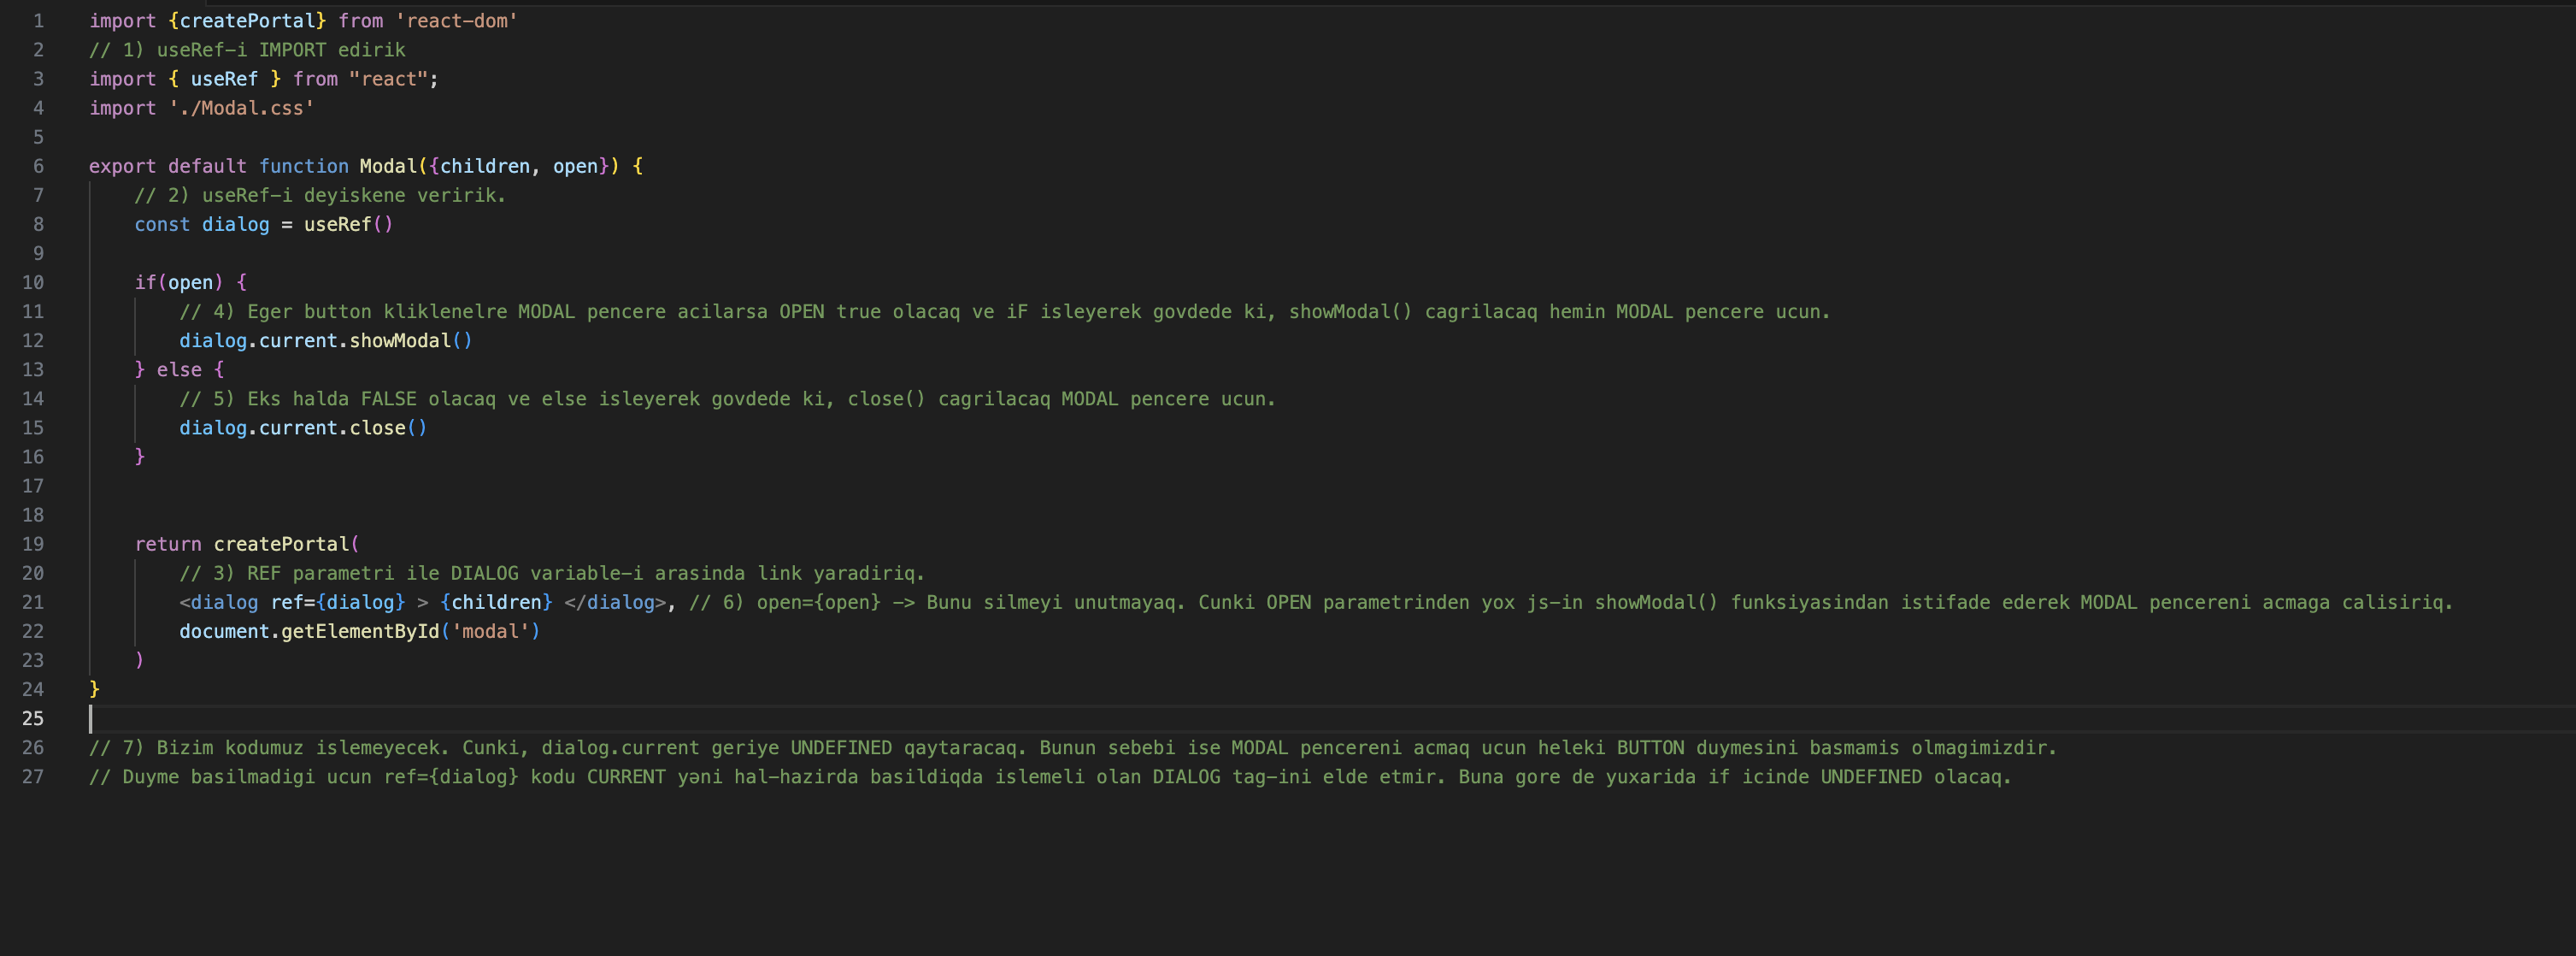 1 import {createPortal} from 'react-dom'
2 // 1) useRef-i IMPORT edirik
3 import { useRef } from "react";
4 import './Modal.css'
5
6 export default function Modal({children, open}) {
7 // 2) useRef-i deyiskene veririk.
8 const dialog = useRef()
9
10 if(open) {
11 // 4) Eger button kliklenelre MODAL pencere acilarsa OPEN true olacaq ve iF isleyerek govdede ki, showModal() cagrilacaq hemin MODAL pencere ucun.
12 dialog.current.showModal()
13 } else {
14 // 5) Eks halda FALSE olacaq ve else isleyerek govdede ki, close() cagrilacaq MODAL pencere ucun.
15 dialog.current.close()
16 }
17
18
19 return createPortal(
20 // 3) REF parametri ile DIALOG variable-i arasinda link yaradiriq.
21 <dialog ref={dialog} > {children} </dialog>, // 6) open={open} -> Bunu silmeyi unutmayaq. Cunki OPEN parametrinden yox js-in showModal() funksiyasindan istifade ederek MODAL pencereni acmaga calisiriq.
22 document.getElementById('modal')
23 )
24 }
25
26 // 7) Bizim kodumuz islemeyecek. Cunki, dialog.current geriye UNDEFINED qaytaracaq. Bunun sebebi ise MODAL pencereni acmaq ucun heleki BUTTON duymesini basmamis olmagimizdir.
27 // Duyme basilmadigi ucun ref={dialog} kodu CURRENT yəni hal-hazirda basildiqda islemeli olan DIALOG tag-ini elde etmir. Buna gore de yuxarida if icinde UNDEFINED olacaq.